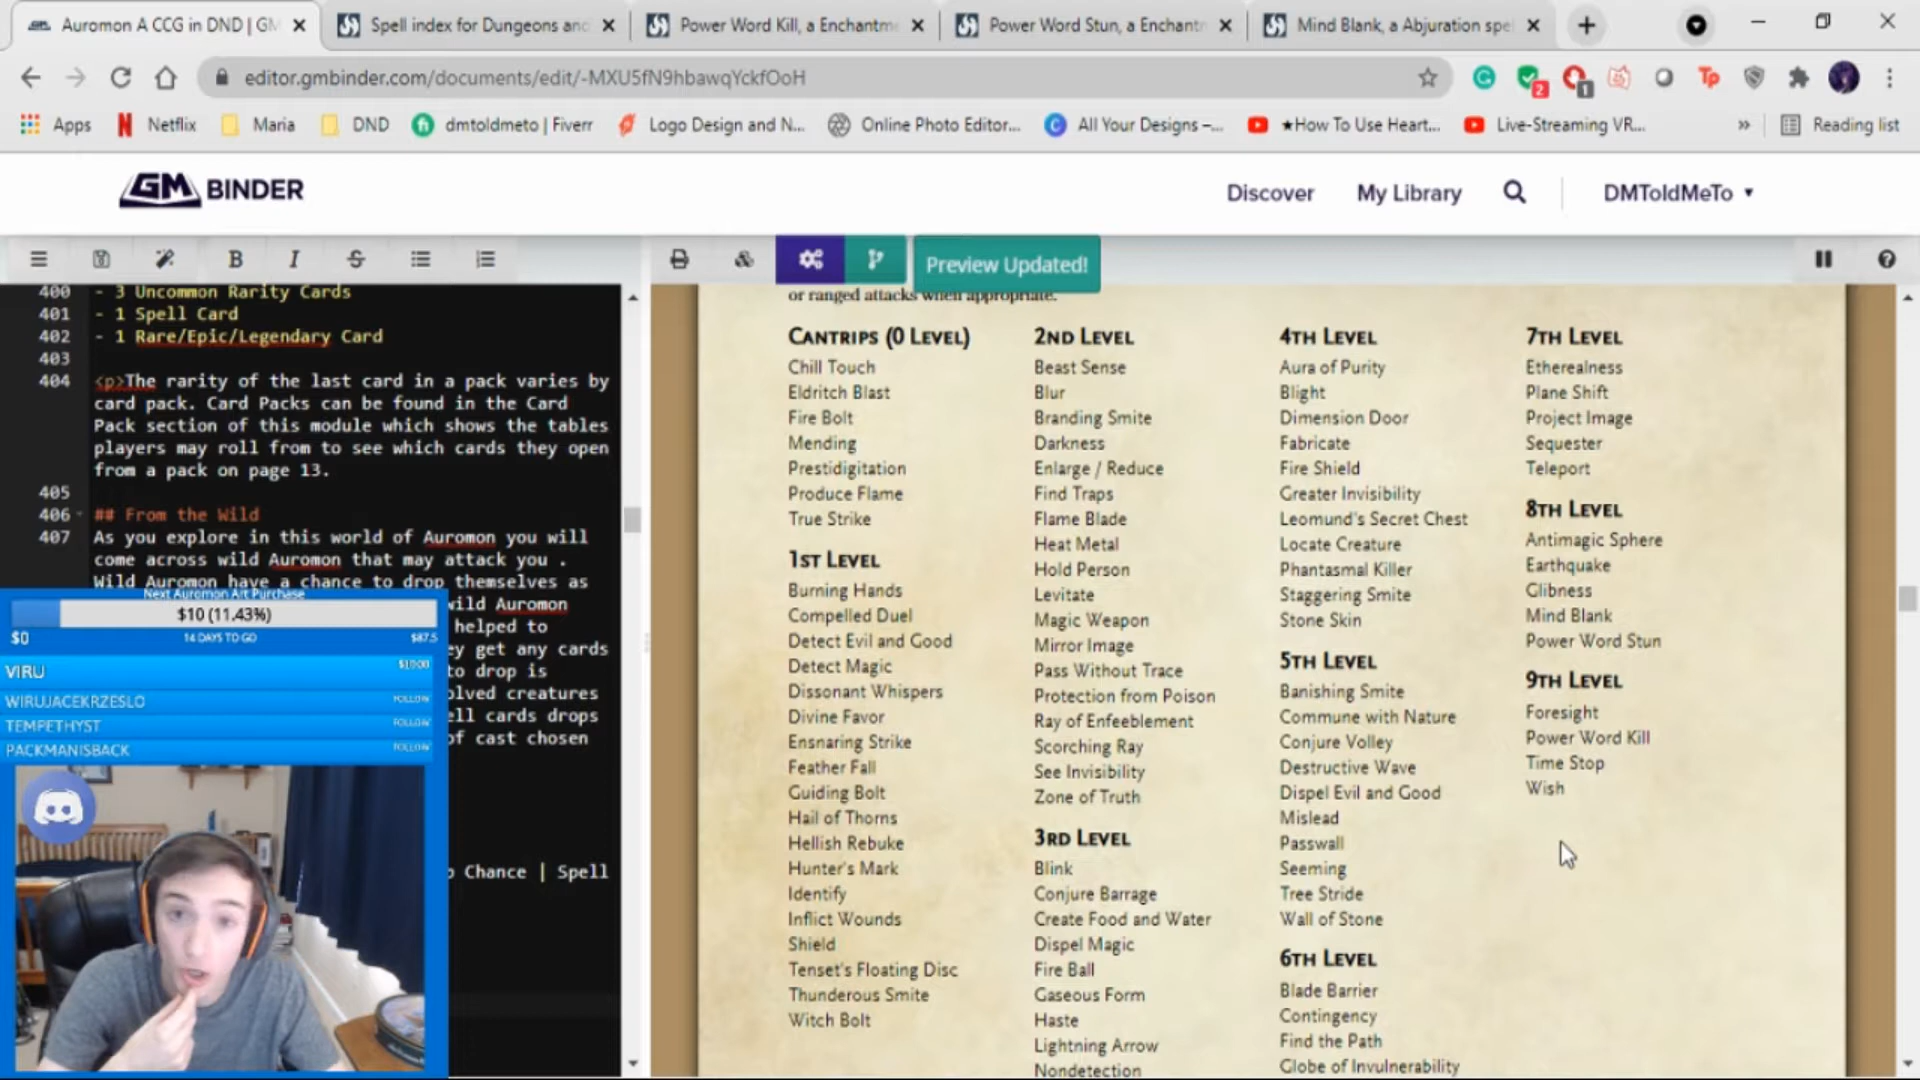 Auromon A CCG in DND | GM
Spell index for Dungeons and
Power Word Kill, a Enchantme
Power Word Stun, a Enchantm
Mind Blank, a Abjuration spel
editor.gmbinder.com/documents/edit/-MXU5fN9hbawqYckfOoH
2
1
Tp
Apps
Netflix
Maria
DND
dmtoldmeto | Fiverr
Logo Design and N...
Online Photo Editor...
All Your Designs –...
★How To Use Heart...
Live-Streaming VR...
»
Reading list
GM BINDER
Discover
My Library
DMToldMeTo
B I S
Preview Updated!
400 - 3 Uncommon Rarity Cards
401 - 1 Spell Card
402 - 1 Rare/Epic/Legendary Card
403
404 <p>The rarity of the last card in a pack varies by
card pack. Card Packs can be found in the Card
Pack section of this module which shows the tables
players may roll from to see which cards they open
from a pack on page 13.
405
406 ## From the Wild
407 As you explore in this world of Auromon you will
come across wild Auromon that may attack you .
Wild Auromon have a chance to drop themselves as
wild Auromon
helped to
ey get any cards
to drop is
olved creatures
ell cards drops
of cast chosen
p Chance | Spell
Next Auromon Art Purchase
$10 (11.43%)
$0
14 DAYS TO GO
$87.5
VIRU
$10.00
WIRUJACEKRZESLO
FOLLOW
TEMPETHYST
FOLLOW
PACKMANISBACK
FOLLOW
or ranged attacks when appropriate.
Cantrips (0 Level)
Chill Touch
Eldritch Blast
Fire Bolt
Mending
Prestidigitation
Produce Flame
True Strike
1st Level
Burning Hands
Compelled Duel
Detect Evil and Good
Detect Magic
Dissonant Whispers
Divine Favor
Ensnaring Strike
Feather Fall
Guiding Bolt
Hail of Thorns
Hellish Rebuke
Hunter's Mark
Identify
Inflict Wounds
Shield
Tenset's Floating Disc
Thunderous Smite
Witch Bolt
2nd Level
Beast Sense
Blur
Branding Smite
Darkness
Enlarge / Reduce
Find Traps
Flame Blade
Heat Metal
Hold Person
Levitate
Magic Weapon
Mirror Image
Pass Without Trace
Protection from Poison
Ray of Enfeeblement
Scorching Ray
See Invisibility
Zone of Truth
3rd Level
Blink
Conjure Barrage
Create Food and Water
Dispel Magic
Fire Ball
Gaseous Form
Haste
Lightning Arrow
Nondetection
4th Level
Aura of Purity
Blight
Dimension Door
Fabricate
Fire Shield
Greater Invisibility
Leomund's Secret Chest
Locate Creature
Phantasmal Killer
Staggering Smite
Stone Skin
5th Level
Banishing Smite
Commune with Nature
Conjure Volley
Destructive Wave
Dispel Evil and Good
Mislead
Passwall
Seeming
Tree Stride
Wall of Stone
6th Level
Blade Barrier
Contingency
Find the Path
Globe of Invulnerability
7th Level
Etherealness
Plane Shift
Project Image
Sequester
Teleport
8th Level
Antimagic Sphere
Earthquake
Glibness
Mind Blank
Power Word Stun
9th Level
Foresight
Power Word Kill
Time Stop
Wish